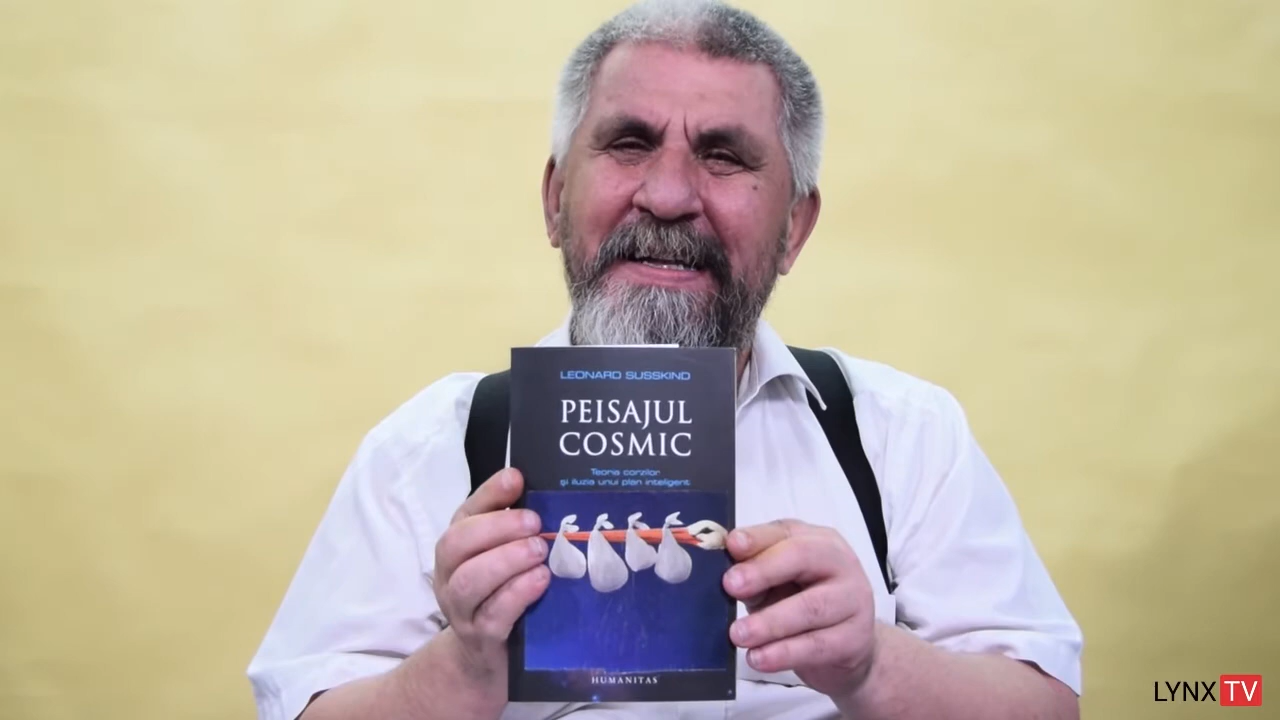 LEONARD SUSSKIND
PEISAJUL
COSMIC
Teoria corzilor
și iluzia unui plan inteligent
HUMANITAS
LYNX TV